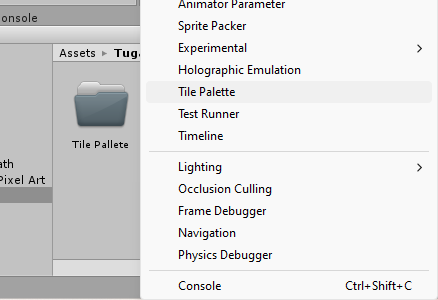 Animator Parameter
onsole
Sprite Packer
Assets ▸ Tuga
Experimental >
Holographic Emulation
Tile Palette
Test Runner
Tile Pallete
Timeline
ath
Lighting >
Pixel Art
Occlusion Culling
Frame Debugger
Navigation
Physics Debugger
Console Ctrl+Shift+C